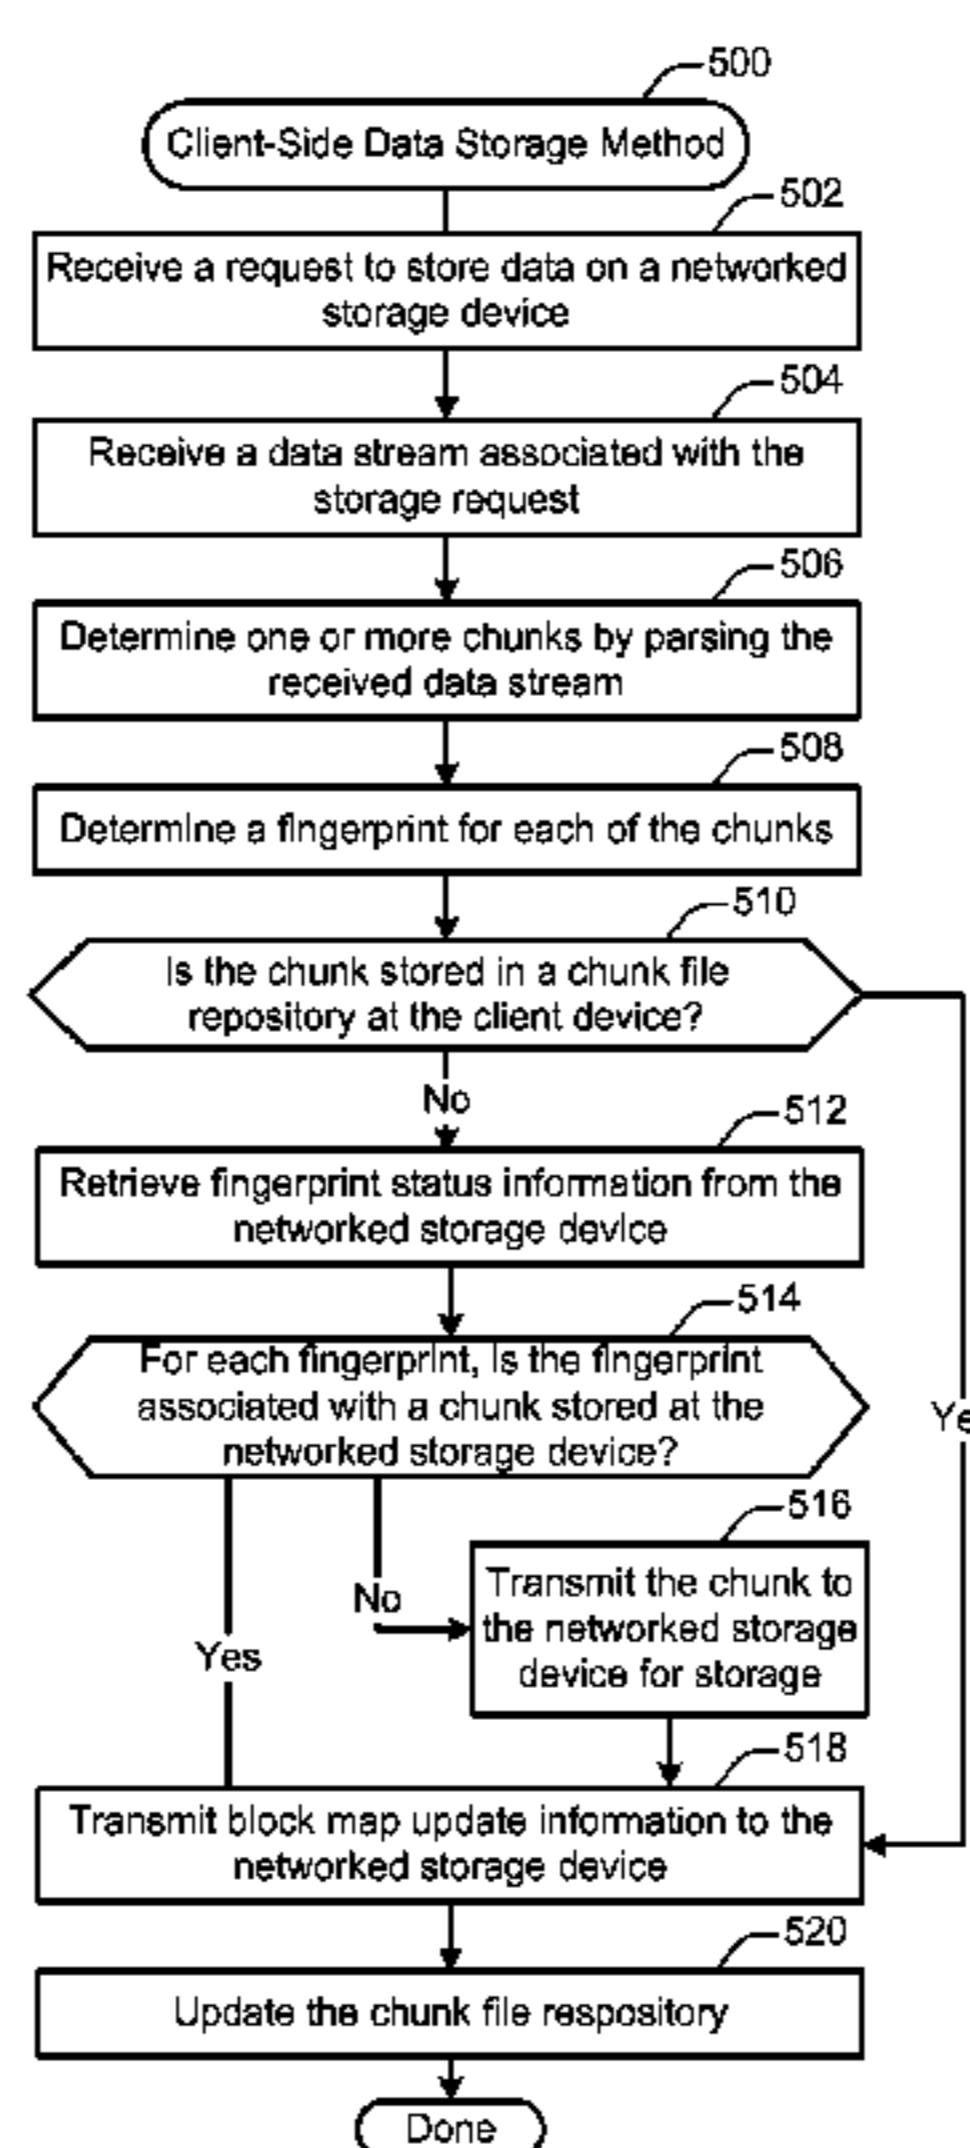 500
Client-Side Data Storage Method
502
Receive a request to store data on a networked
storage device
504
Receive a data stream associated with the
storage request
506
Determine one or more chunks by parsing the
received data stream
508
Determine a fingerprint for each of the chunks
510
Is the chunk stored in a chunk file
repository at the client device?
No
512
Retrieve fingerprint status information from the
networked storage device
514
For each fingerprint, is the fingerprint
associated with a chunk stored at the
networked storage device?
Ye
516
Transmit the chunk to
the networked storage
device for storage
No
Yes
518
Transmit block map update information to the
networked storage device
520
Update the chunk file respository
Done